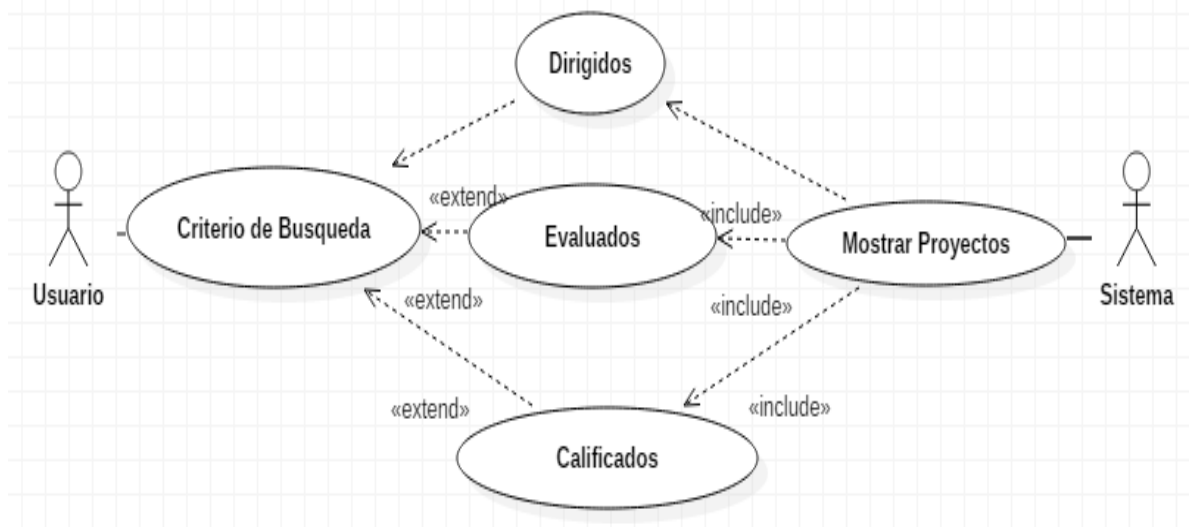 Dirigidos
«extend»
«include»
Criterio de Busqueda
Evaluados
Mostrar Proyectos
Usuario
«extend»
«include»
Sistema
«extend»
«include»
Calificados